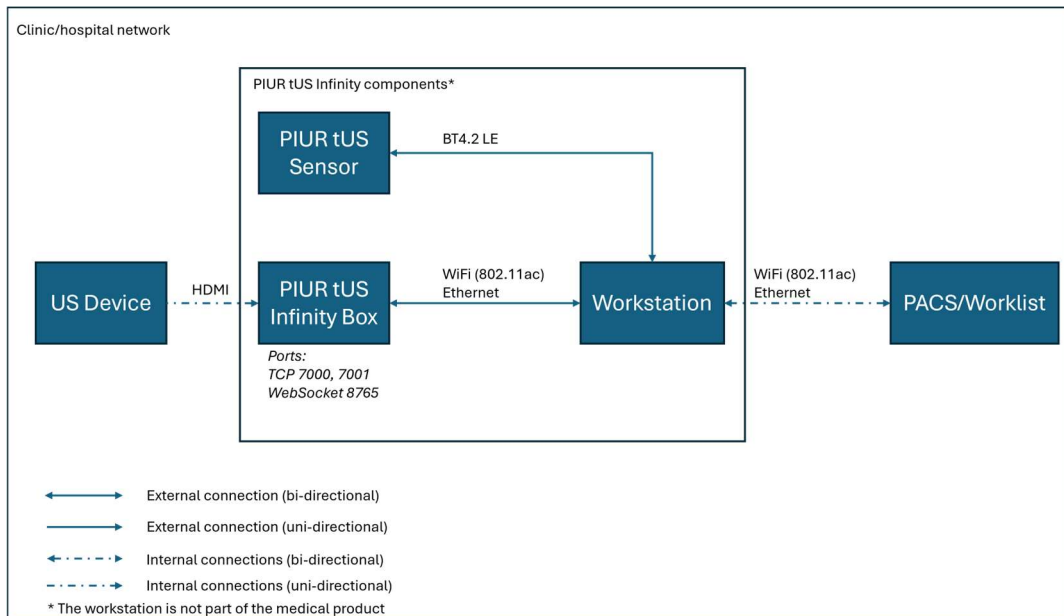 Clinic/hospital network
PIUR tUS Infinity components*
PIUR tUS
Sensor
BT4.2 LE
US Device
HDMI
PIUR tUS
Infinity Box
WiFi (802.11ac)
Ethernet
Workstation
WiFi (802.11ac)
Ethernet
PACS/Worklist
Ports:
TCP 7000, 7001
WebSocket 8765
External connection (bi-directional)
External connection (uni-directional)
Internal connections (bi-directional)
Internal connections (uni-directional)
* The workstation is not part of the medical product